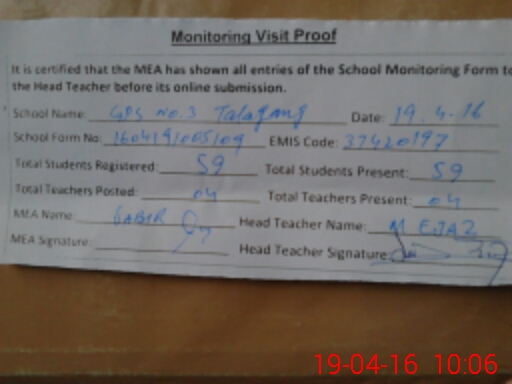 Monitoring Visit Proof
It is certified that the MEA has shown all entries of the School Monitoring Form to
the Head Teacher before its online submission.
School Name: GPS No.3 Talagang Date: 19.4.16
School Form No: 160419100S109 EMIS Code: 37420197
Total Students Registered: 59 Total Students Present: 59
Total Teachers Posted: 04 Total Teachers Present: 04
MEA Name: SABIR Head Teacher Name: M EJAZ
MEA Signature: Head Teacher Signature:
19-04-16 10:06